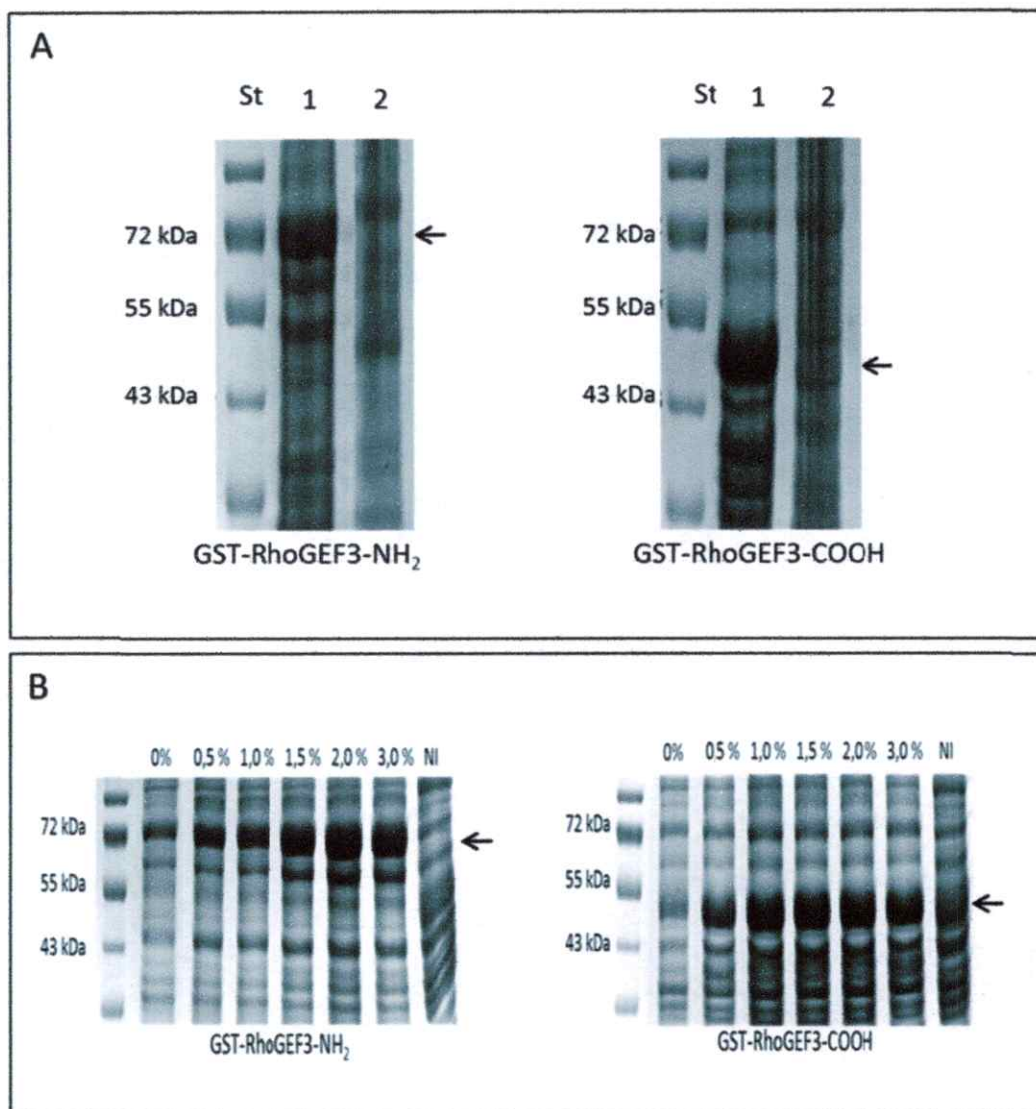 A
St 1 2
72 kDa
55 kDa
43 kDa
GST-RhoGEF3-NH₂
St 1 2
72 kDa
55 kDa
43 kDa
GST-RhoGEF3-COOH
B
0% 0,5 % 1,0 % 1,5 % 2,0 % 3,0 % NI
72 kDa
55 kDa
43 kDa
GST-RhoGEF3-NH₂
0% 0,5 % 1,0 % 1,5 % 2,0 % 3,0 % NI
72 kDa
55 kDa
43 kDa
GST-RhoGEF3-COOH